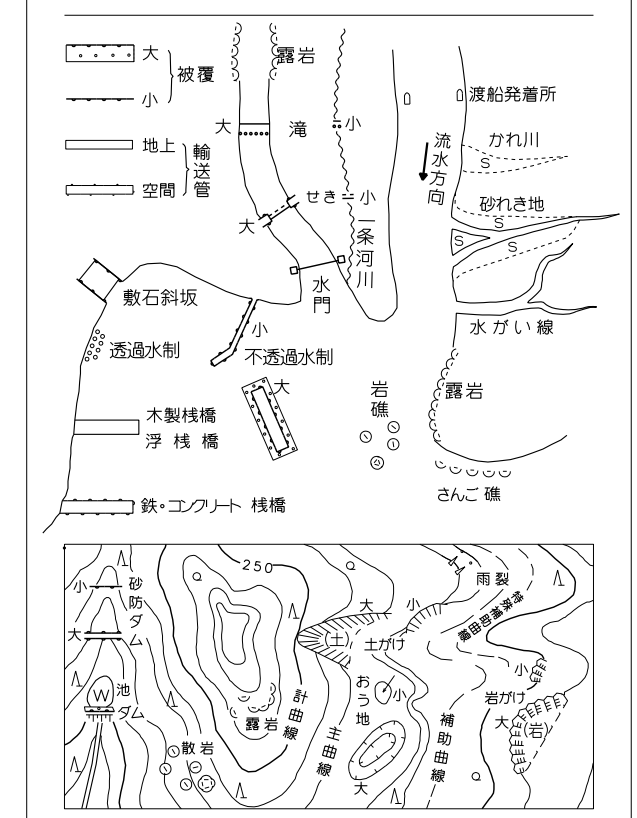 大
被覆
小
地上
輸送管
空間
露岩
大 滝 小
渡船発着所
流水方向
かれ川
S
砂れき地
S
S
S
せき 小
大
一条河川
水門
敷石斜坂
小
透過水制
不透過水制
水がい線
大
岩礁
露岩
木製桟橋
浮桟橋
さんご礁
鉄・コンクリート桟橋
250
小
砂防ダム
大
池
W
ダム
大
小
雨裂
特殊補助曲線
(土)
土がけ
小
おう地
小
岩がけ
大
(岩)
露岩
計曲線
主曲線
補助曲線
散岩
大